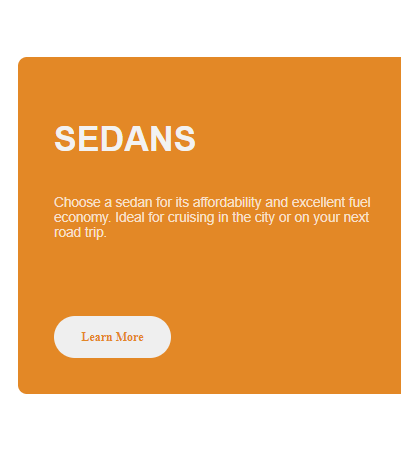 SEDANS
Choose a sedan for its affordability and excellent fuel
economy. Ideal for cruising in the city or on your next
road trip.
Learn More